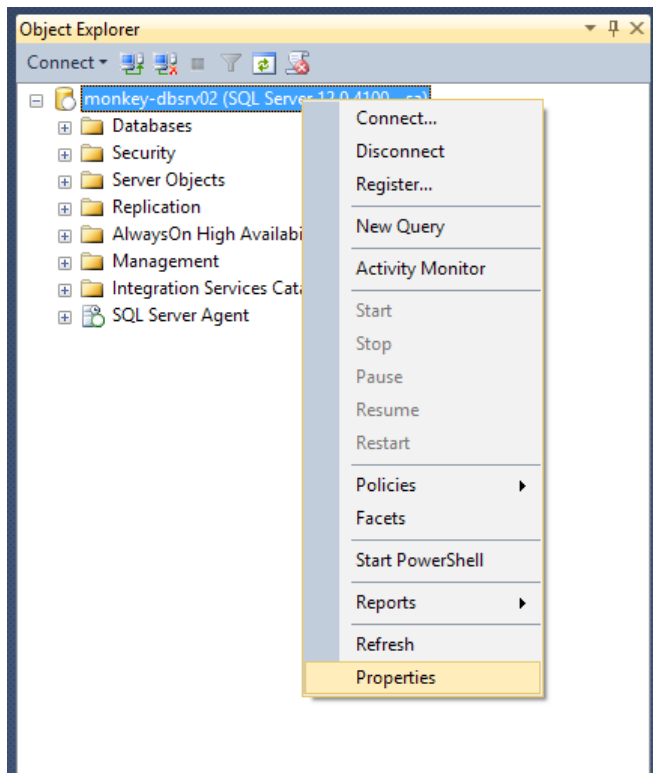 Object Explorer
Connect
monkey-dbsrv02 (SQL Server 12.0.4100 - sa)
Databases
Security
Server Objects
Replication
AlwaysOn High Availabi
Management
Integration Services Cata
SQL Server Agent
Connect...
Disconnect
Register...
New Query
Activity Monitor
Start
Stop
Pause
Resume
Restart
Policies
Facets
Start PowerShell
Reports
Refresh
Properties